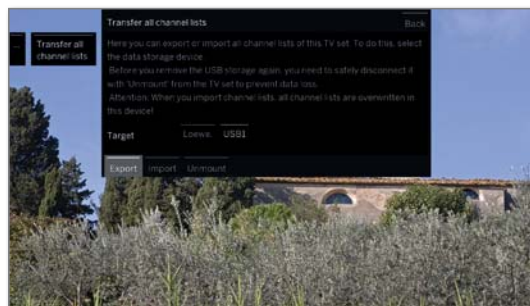 Transfer all channel lists
Back
... Transfer all
channel lists
Here you can export or import all channel lists of this TV set. To do this, select
the data storage device
Before you remove the USB storage again, you need to safely disconnect it
with 'Unmount' from the TV set to prevent data loss.
Attention: When you import channel lists, all channel lists are overwritten in
this device!
Target Loewe. USB1
Export Import Unmount